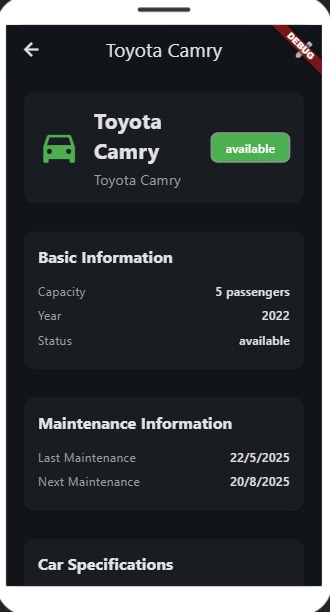 Toyota Camry
DEBUG
Toyota
Camry
Toyota Camry
available
Basic Information
Capacity 5 passengers
Year 2022
Status available
Maintenance Information
Last Maintenance 22/5/2025
Next Maintenance 20/8/2025
Car Specifications